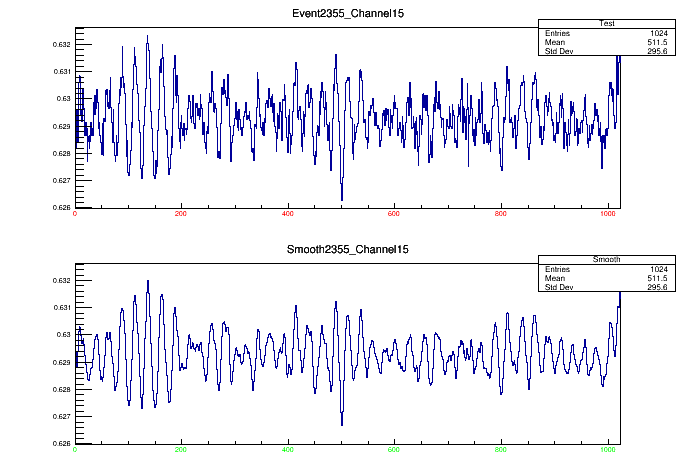 Event2355_Channel15
Test
Entries 1024
Mean 511.5
Std Dev 295.6
0.632
0.631
0.63
0.629
0.628
0.627
0.626
0 200 400 600 800 1000
Smooth2355_Channel15
Smooth
Entries 1024
Mean 511.5
Std Dev 295.6
0.632
0.631
0.63
0.629
0.628
0.627
0.626
0 200 400 600 800 1000